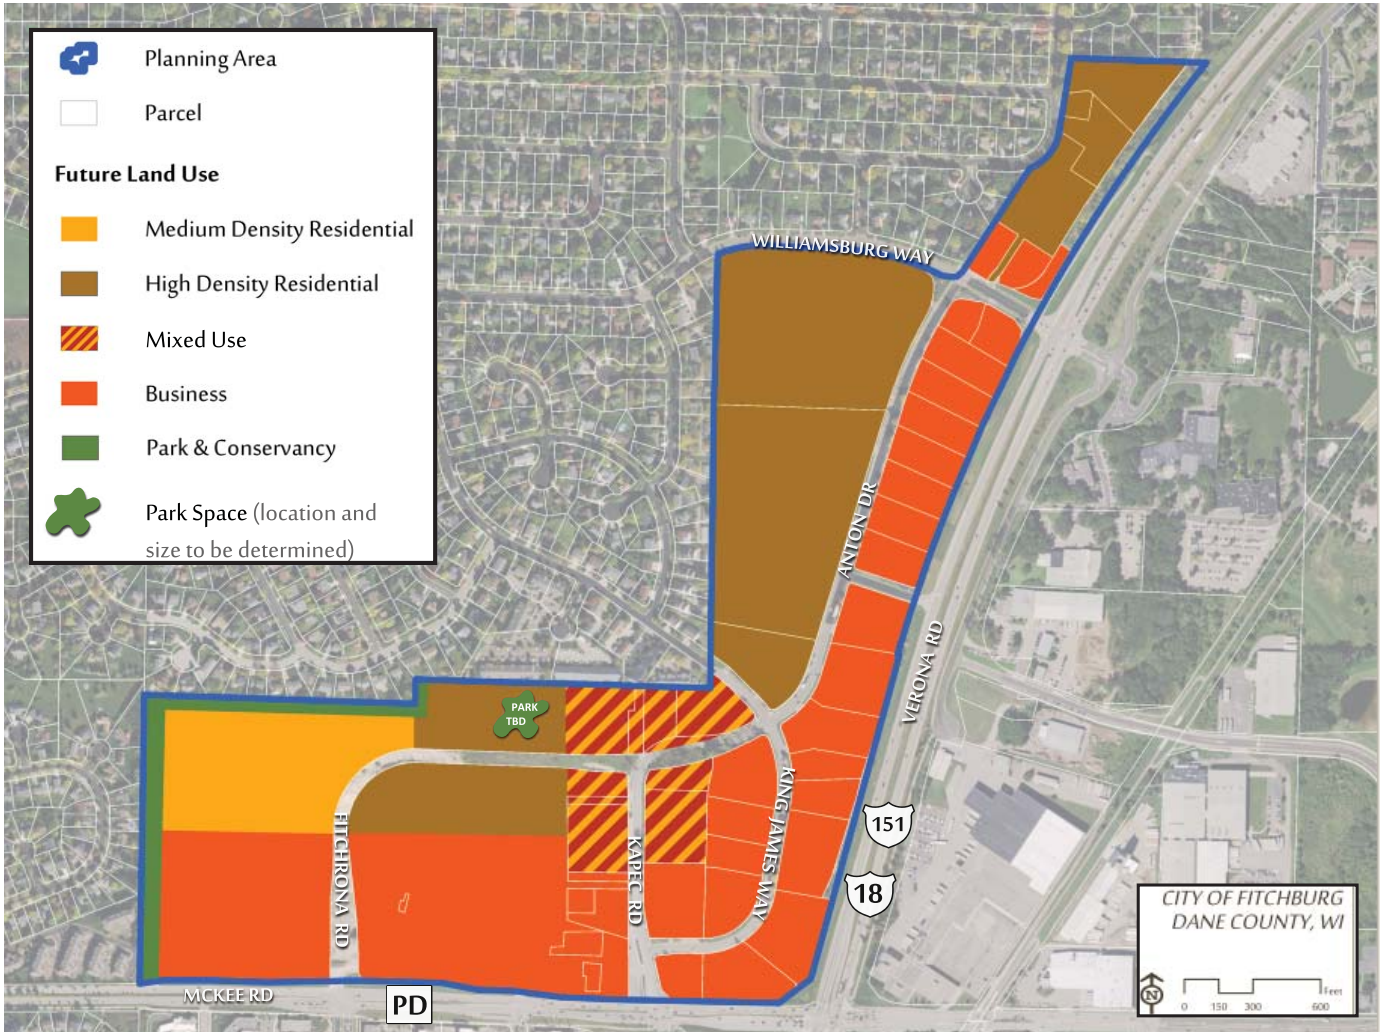 Planning Area
Parcel
Future Land Use
Medium Density Residential
High Density Residential
Mixed Use
Business
Park & Conservancy
Park Space (location and
size to be determined)
WILLIAMSBURG WAY
ANTON DR
VERONA RD
PARK
TBD
KING JAMES WAY
FITCHRONA RD
KAPEC RD
151
18
MCKEE RD
PD
CITY OF FITCHBURG
DANE COUNTY, WI
N
0 150 300 600 Feet